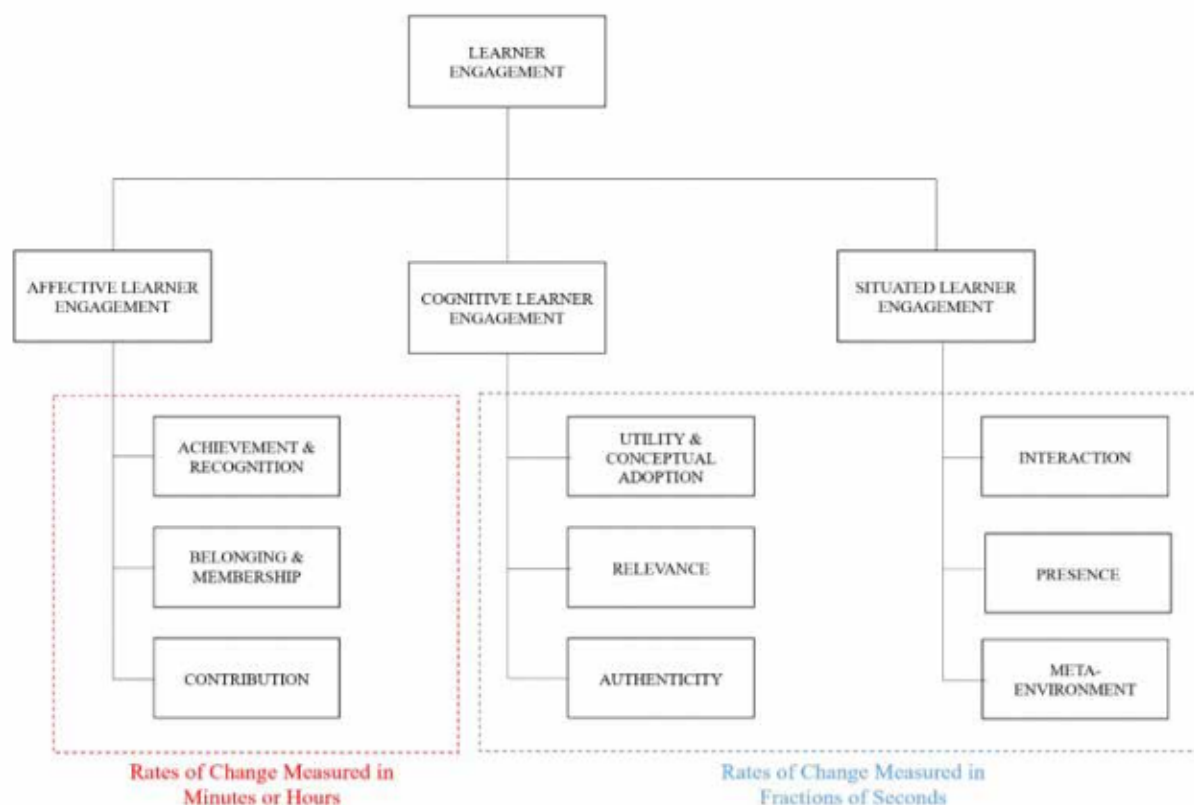 LEARNER
ENGAGEMENT
AFFECTIVE LEARNER
ENGAGEMENT
COGNITIVE LEARNER
ENGAGEMENT
SITUATED LEARNER
ENGAGEMENT
ACHIEVEMENT &
RECOGNITION
BELONGING &
MEMBERSHIP
CONTRIBUTION
UTILITY &
CONCEPTUAL
ADOPTION
RELEVANCE
AUTHENTICITY
INTERACTION
PRESENCE
META-
ENVIRONMENT
Rates of Change Measured in
Minutes or Hours
Rates of Change Measured in
Fractions of Seconds